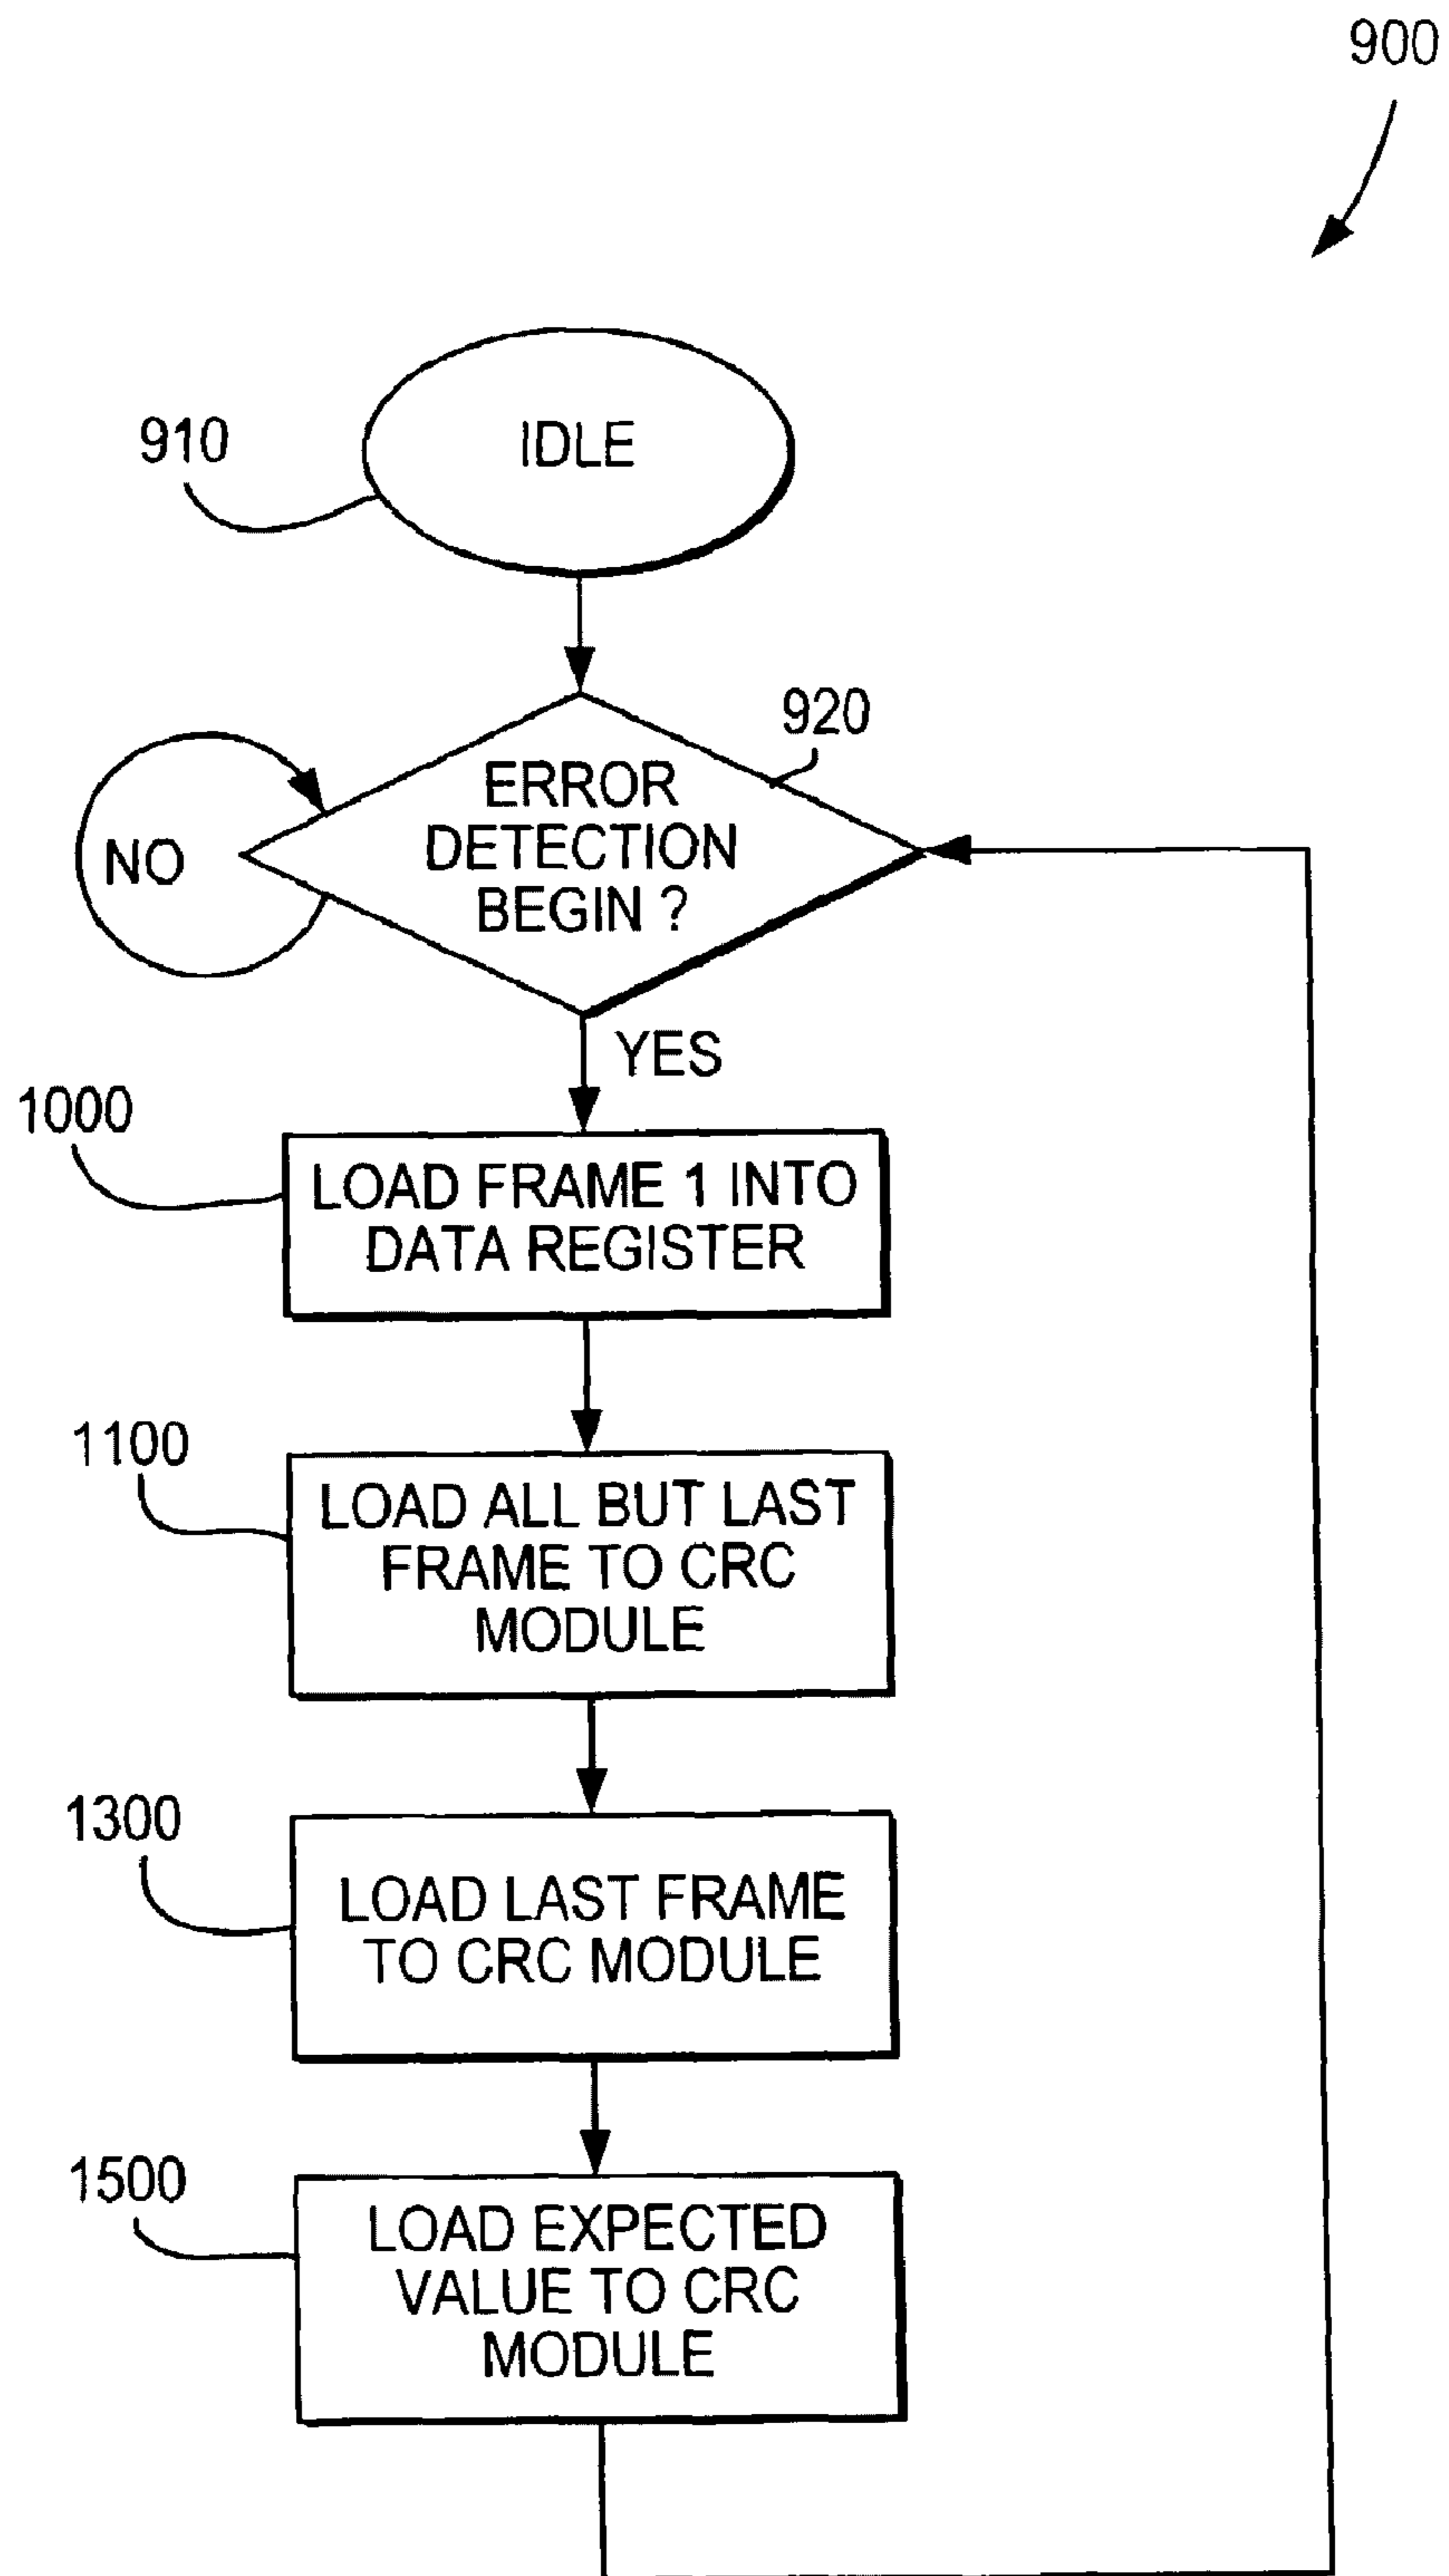 900
910
IDLE
920
ERROR
DETECTION
BEGIN ?
NO
YES
1000
LOAD FRAME 1 INTO
DATA REGISTER
1100
LOAD ALL BUT LAST
FRAME TO CRC
MODULE
1300
LOAD LAST FRAME
TO CRC MODULE
1500
LOAD EXPECTED
VALUE TO CRC
MODULE